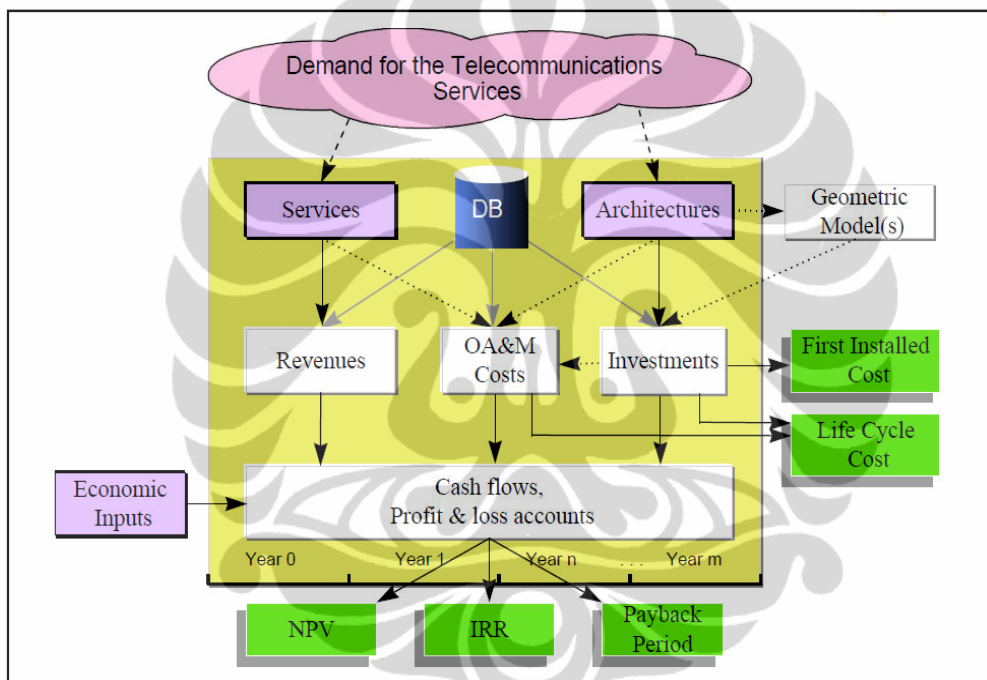 Demand for the Telecommunications
Services
Services
DB
Architectures
Geometric
Model(s)
Revenues
OA&M
Costs
Investments
First Installed
Cost
Life Cycle
Cost
Economic
Inputs
Cash flows,
Profit & loss accounts
Year 0 Year 1 Year n . . . Year m
NPV
IRR
Payback
Period